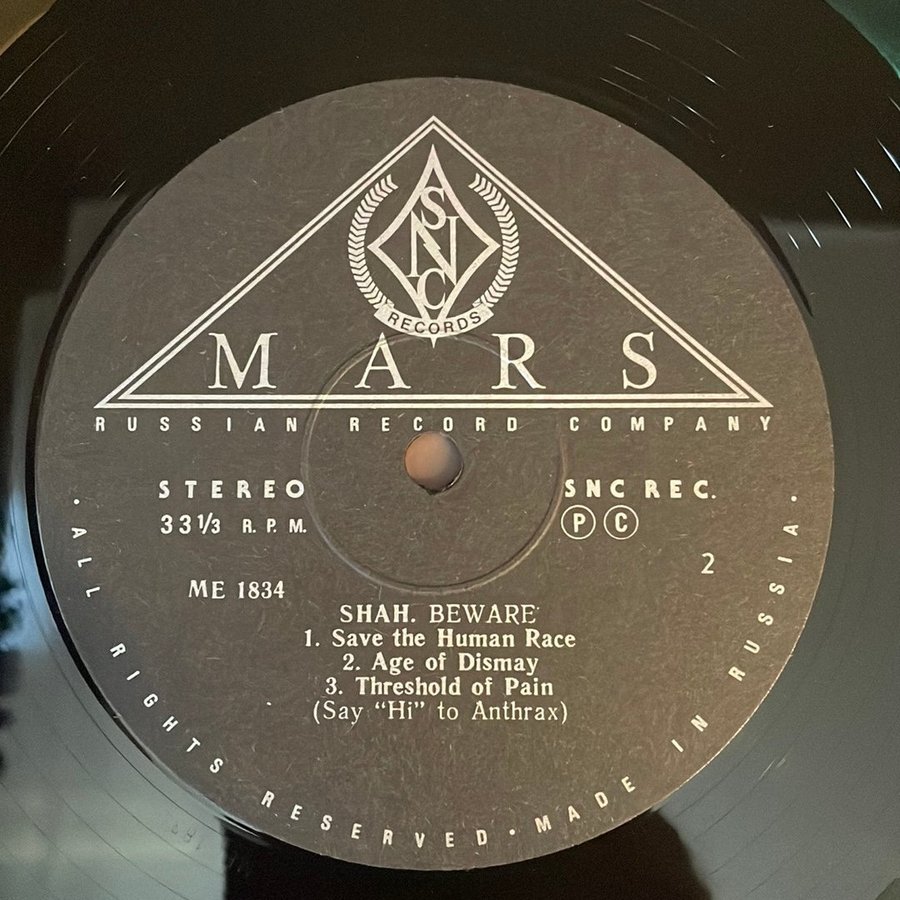 SNC
RECORDS
MARS
RUSSIAN RECORD COMPANY
STEREO
33 1/3 R.P.M.
SNC REC.
Ⓟ Ⓒ
2
ME 1834
SHAH. BEWARE
1. Save the Human Race
2. Age of Dismay
3. Threshold of Pain
(Say “Hi” to Anthrax)
· ALL RIGHTS RESERVED · MADE IN RUSSIA ·